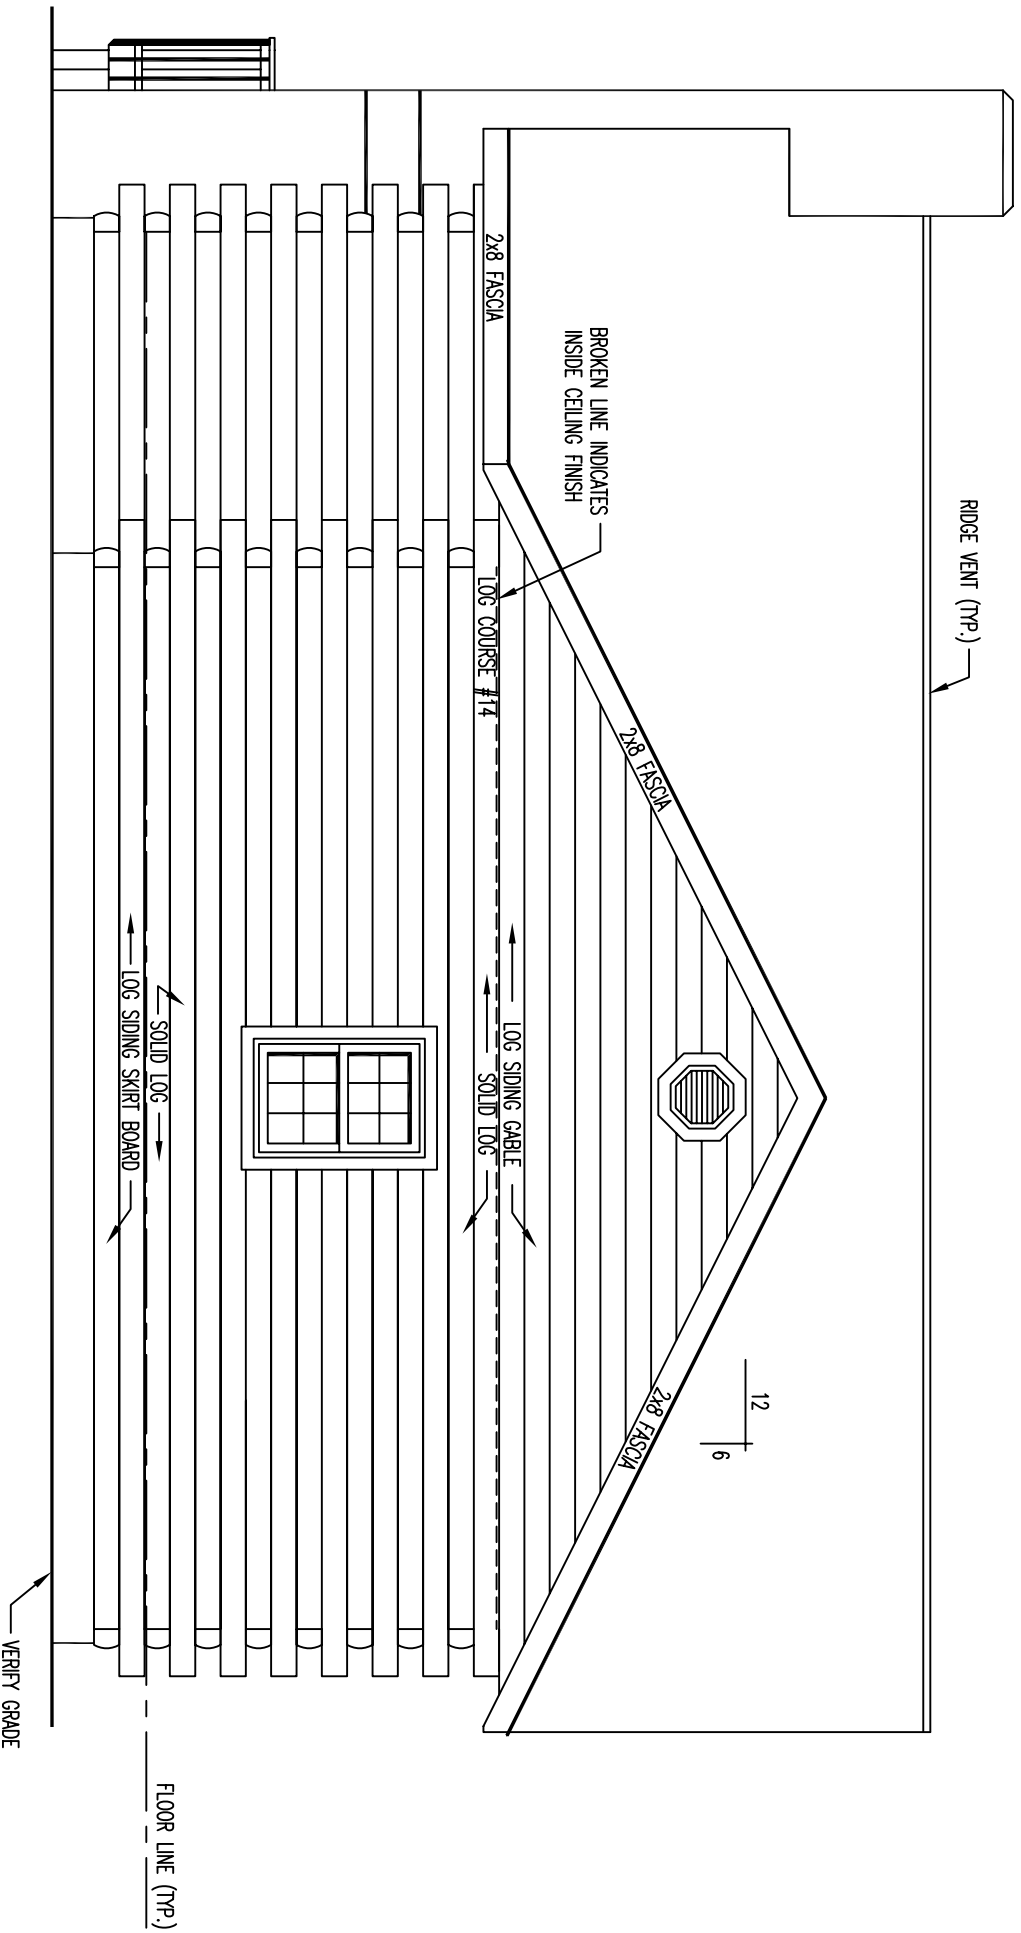 RIDGE VENT (TYP.)
12
6
2x8 FASCIA
2x8 FASCIA
BROKEN LINE INDICATES
INSIDE CEILING FINISH
2x8 FASCIA
LOG SIDING GABLE
LOG COURSE #14
SOLID LOG
SOLID LOG
FLOOR LINE (TYP.)
LOG SIDING SKIRT BOARD
VERIFY GRADE